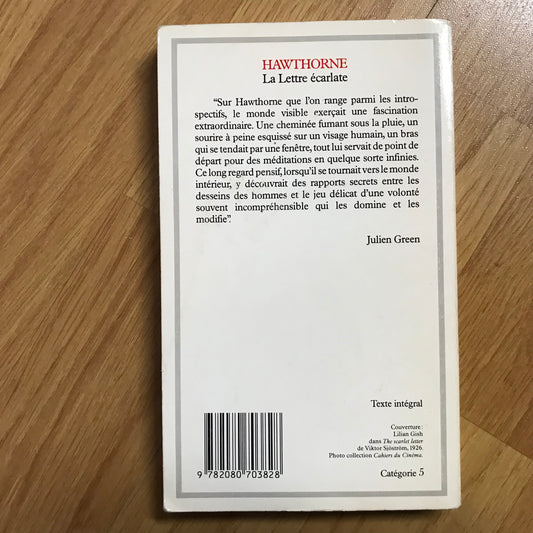 HAWTHORNE
La Lettre écarlate
“Sur Hawthorne que l'on range parmi les intro-
spectifs, le monde visible exerçait une fascination
extraordinaire. Une cheminée fumant sous la pluie, un
sourire à peine esquissé sur un visage humain, un bras
qui se tendait par une fenêtre, tout lui servait de point de
départ pour des méditations en quelque sorte infinies.
Ce long regard pensif, lorsqu'il se tournait vers le monde
intérieur, y découvrait des rapports secrets entre les
desseins des hommes et le jeu délicat d'une volonté
souvent incompréhensible qui les domine et les
modifie”.
Julien Green
Texte intégral
Couverture :
Lilian Gish
dans The scarlet letter
de Viktor Sjöström, 1926.
Photo collection Cahiers du Cinéma.
9 782080 703828
Catégorie 5